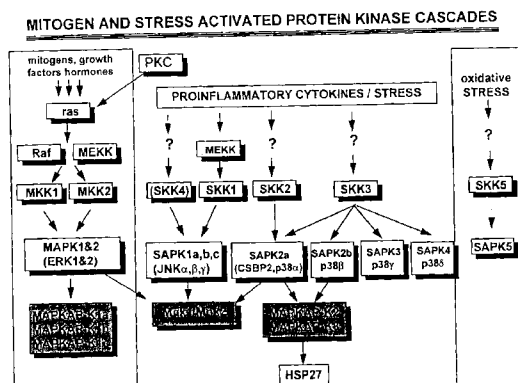 MITOGEN AND STRESS ACTIVATED PROTEIN KINASE CASCADES
mitogens, growth
factors hormones
PKC
ras
Raf
MEKK
MKK1
MKK2
MAPK1&2
(ERK1&2)
PROINFLAMMATORY CYTOKINES / STRESS
?
MEKK
?
?
(SKK4)
SKK1
SKK2
SKK3
SAPK1a,b,c
(JNKα,β,γ)
SAPK2a
(CSBP2,p38α)
SAPK2b
p38β
SAPK3
p38γ
SAPK4
p38δ
HSP27
oxidative
STRESS
?
SKK5
SAPK5